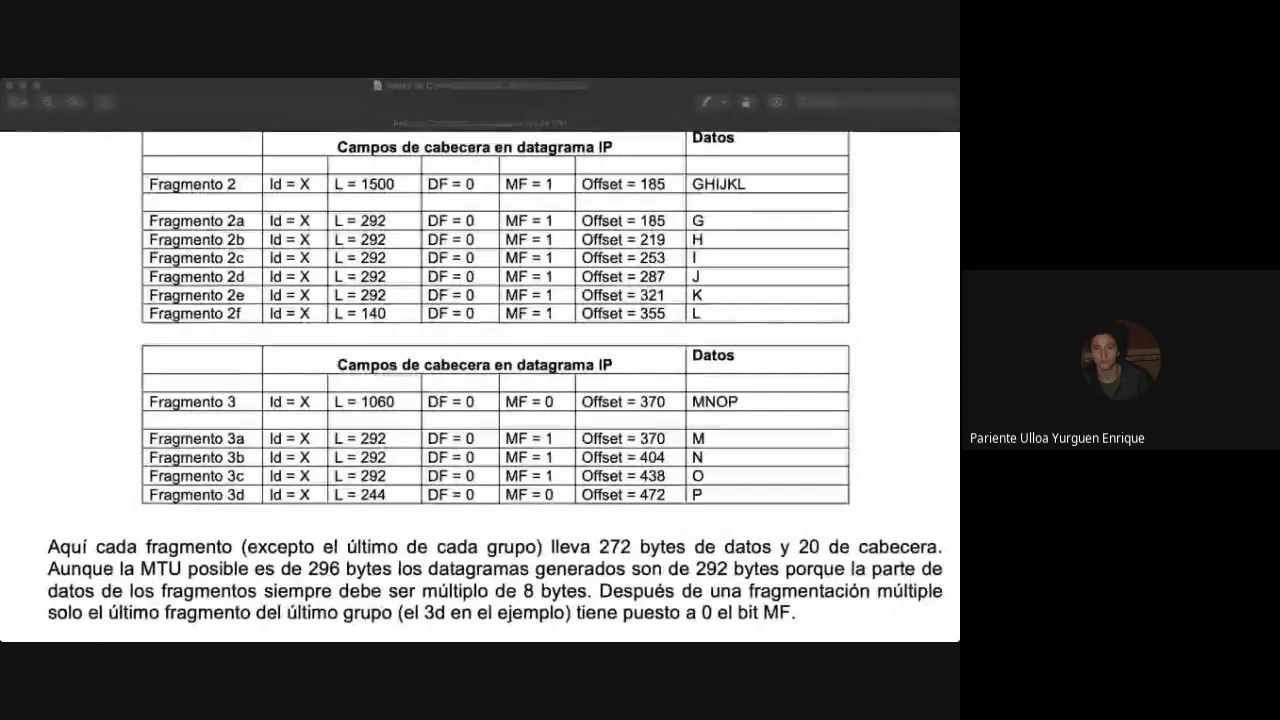 Campos de cabecera en datagrama IP Datos
Fragmento 2 Id = X L = 1500 DF = 0 MF = 1 Offset = 185 GHIJKL
Fragmento 2a Id = X L = 292 DF = 0 MF = 1 Offset = 185 G
Fragmento 2b Id = X L = 292 DF = 0 MF = 1 Offset = 219 H
Fragmento 2c Id = X L = 292 DF = 0 MF = 1 Offset = 253 I
Fragmento 2d Id = X L = 292 DF = 0 MF = 1 Offset = 287 J
Fragmento 2e Id = X L = 292 DF = 0 MF = 1 Offset = 321 K
Fragmento 2f Id = X L = 140 DF = 0 MF = 1 Offset = 355 L
Campos de cabecera en datagrama IP Datos
Fragmento 3 Id = X L = 1060 DF = 0 MF = 0 Offset = 370 MNOP
Fragmento 3a Id = X L = 292 DF = 0 MF = 1 Offset = 370 M
Fragmento 3b Id = X L = 292 DF = 0 MF = 1 Offset = 404 N
Fragmento 3c Id = X L = 292 DF = 0 MF = 1 Offset = 438 O
Fragmento 3d Id = X L = 244 DF = 0 MF = 0 Offset = 472 P
Aquí cada fragmento (excepto el último de cada grupo) lleva 272 bytes de datos y 20 de cabecera.
Aunque la MTU posible es de 296 bytes los datagramas generados son de 292 bytes porque la parte de
datos de los fragmentos siempre debe ser múltiplo de 8 bytes. Después de una fragmentación múltiple
solo el último fragmento del último grupo (el 3d en el ejemplo) tiene puesto a 0 el bit MF.
Pariente Ulloa Yurguen Enrique